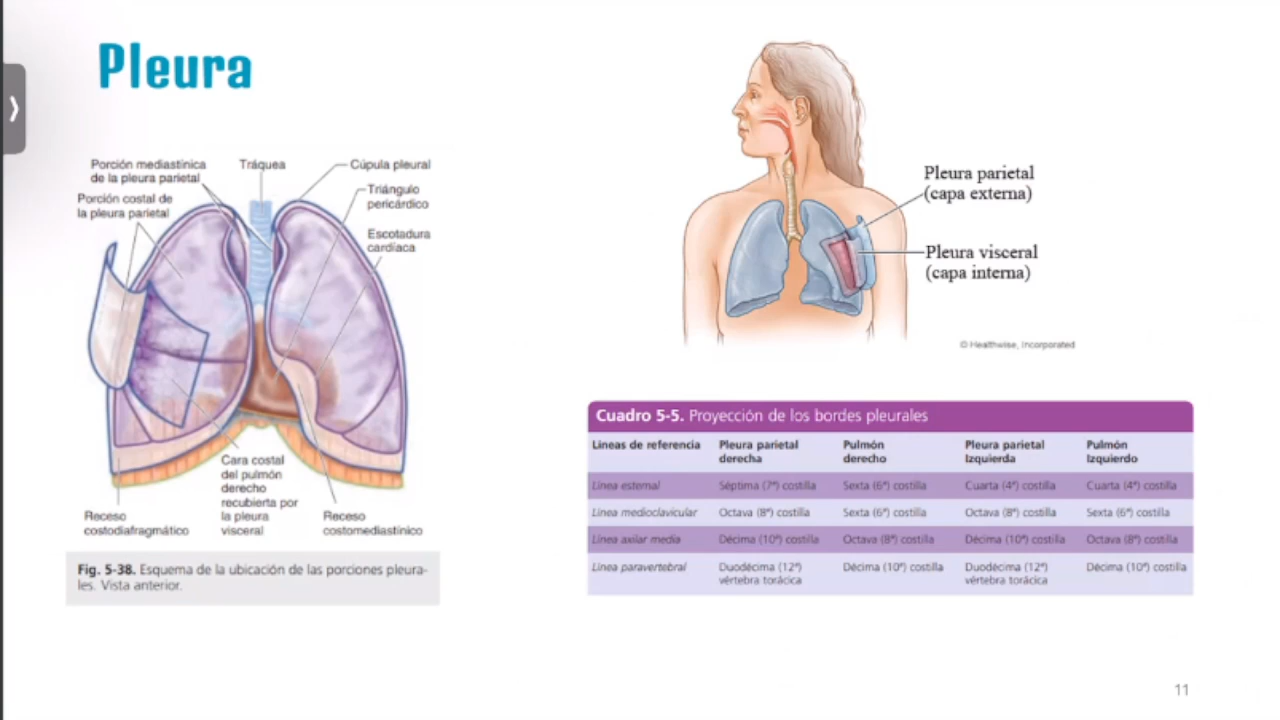 Pleura
Porción mediastínica
de la pleura parietal
Tráquea
Cúpula pleural
Porción costal de
la pleura parietal
Triángulo
pericárdico
Escotadura
cardíaca
Cara costal
del pulmón
derecho
recubierta por
la pleura
visceral
Receso
costodiafragmático
Receso
costomediastínico
Fig. 5-38. Esquema de la ubicación de las porciones pleura-
les. Vista anterior.
Pleura parietal
(capa externa)
Pleura visceral
(capa interna)
© Healthwise, Incorporated
Cuadro 5-5. Proyección de los bordes pleurales
Líneas de referencia Pleura parietal derecha Pulmón derecho Pleura parietal Izquierda Pulmón Izquierdo
Línea esternal Séptima (7ª) costilla Sexta (6ª) costilla Cuarta (4ª) costilla Cuarta (4ª) costilla
Línea medioclavicular Octava (8ª) costilla Sexta (6ª) costilla Octava (8ª) costilla Sexta (6ª) costilla
Línea axilar media Décima (10ª) costilla Octava (8ª) costilla Décima (10ª) costilla Octava (8ª) costilla
Línea paravertebral Duodécima (12ª) vértebra torácica Décima (10ª) costilla Duodécima (12ª) vértebra torácica Décima (10ª) costilla
11